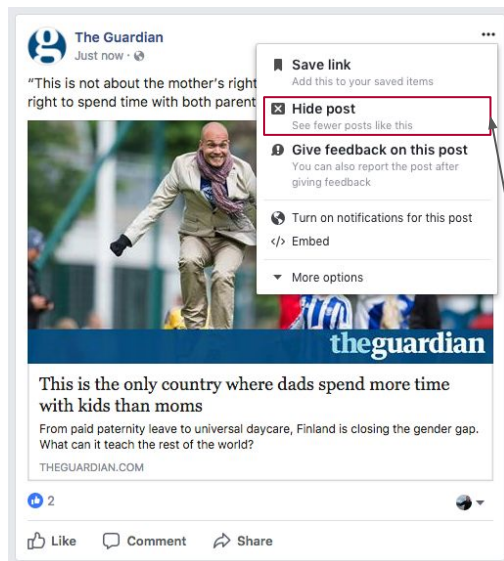 The Guardian
Just now ·
“This is not about the mother’s right
right to spend time with both parent
Save link
Add this to your saved items
Hide post
See fewer posts like this
Give feedback on this post
You can also report the post after
giving feedback
Turn on notifications for this post
</> Embed
More options
theguardian
This is the only country where dads spend more time
with kids than moms
From paid paternity leave to universal daycare, Finland is closing the gender gap.
What can it teach the rest of the world?
THEGUARDIAN.COM
2
Like Comment Share